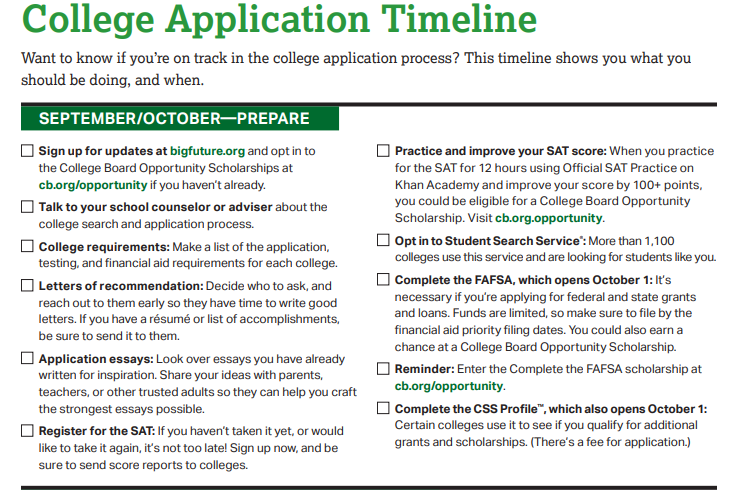 College Application Timeline
Want to know if you're on track in the college application process? This timeline shows you what you
should be doing, and when.
SEPTEMBER/OCTOBER—PREPARE
Sign up for updates at bigfuture.org and opt in to
the College Board Opportunity Scholarships at
cb.org/opportunity if you haven't already.
Talk to your school counselor or adviser about the
college search and application process.
College requirements: Make a list of the application,
testing, and financial aid requirements for each college.
Letters of recommendation: Decide who to ask, and
reach out to them early so they have time to write good
letters. If you have a résumé or list of accomplishments,
be sure to send it to them.
Application essays: Look over essays you have already
written for inspiration. Share your ideas with parents,
teachers, or other trusted adults so they can help you craft
the strongest essays possible.
Register for the SAT: If you haven't taken it yet, or would
like to take it again, it's not too late! Sign up now, and be
sure to send score reports to colleges.
Practice and improve your SAT score: When you practice
for the SAT for 12 hours using Official SAT Practice on
Khan Academy and improve your score by 100+ points,
you could be eligible for a College Board Opportunity
Scholarship. Visit cb.org.opportunity.
Opt in to Student Search Service®: More than 1,100
colleges use this service and are looking for students like you.
Complete the FAFSA, which opens October 1: It's
necessary if you're applying for federal and state grants
and loans. Funds are limited, so make sure to file by the
financial aid priority filing dates. You could also earn a
chance at a College Board Opportunity Scholarship.
Reminder: Enter the Complete the FAFSA scholarship at
cb.org/opportunity.
Complete the CSS Profile™, which also opens October 1:
Certain colleges use it to see if you qualify for additional
grants and scholarships. (There's a fee for application.)